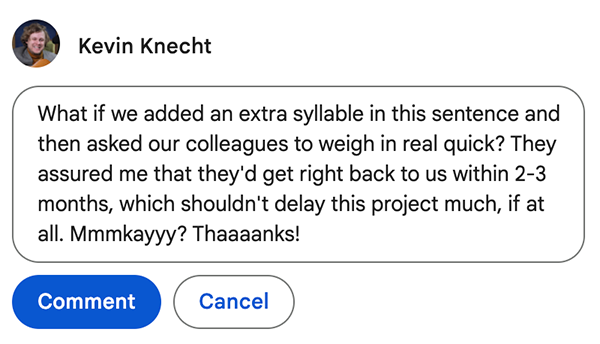 Kevin Knecht
What if we added an extra syllable in this sentence and
then asked our colleagues to weigh in real quick? They
assured me that they'd get right back to us within 2-3
months, which shouldn't delay this project much, if at
all. Mmmkayyy? Thaaaanks!
Comment Cancel